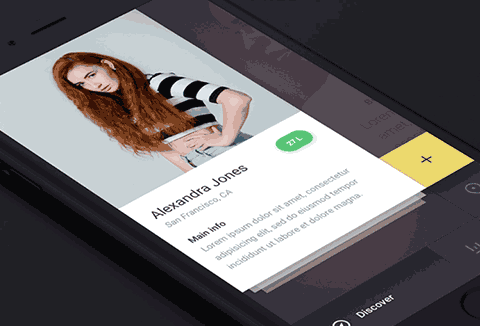 27 L
Alexandra Jones
San Francisco, CA
Main info
Lorem ipsum dolor sit amet, consectetur
adipisicing elit, sed do eiusmod tempor
incididunt ut labore et dolore magna.
+
Discover